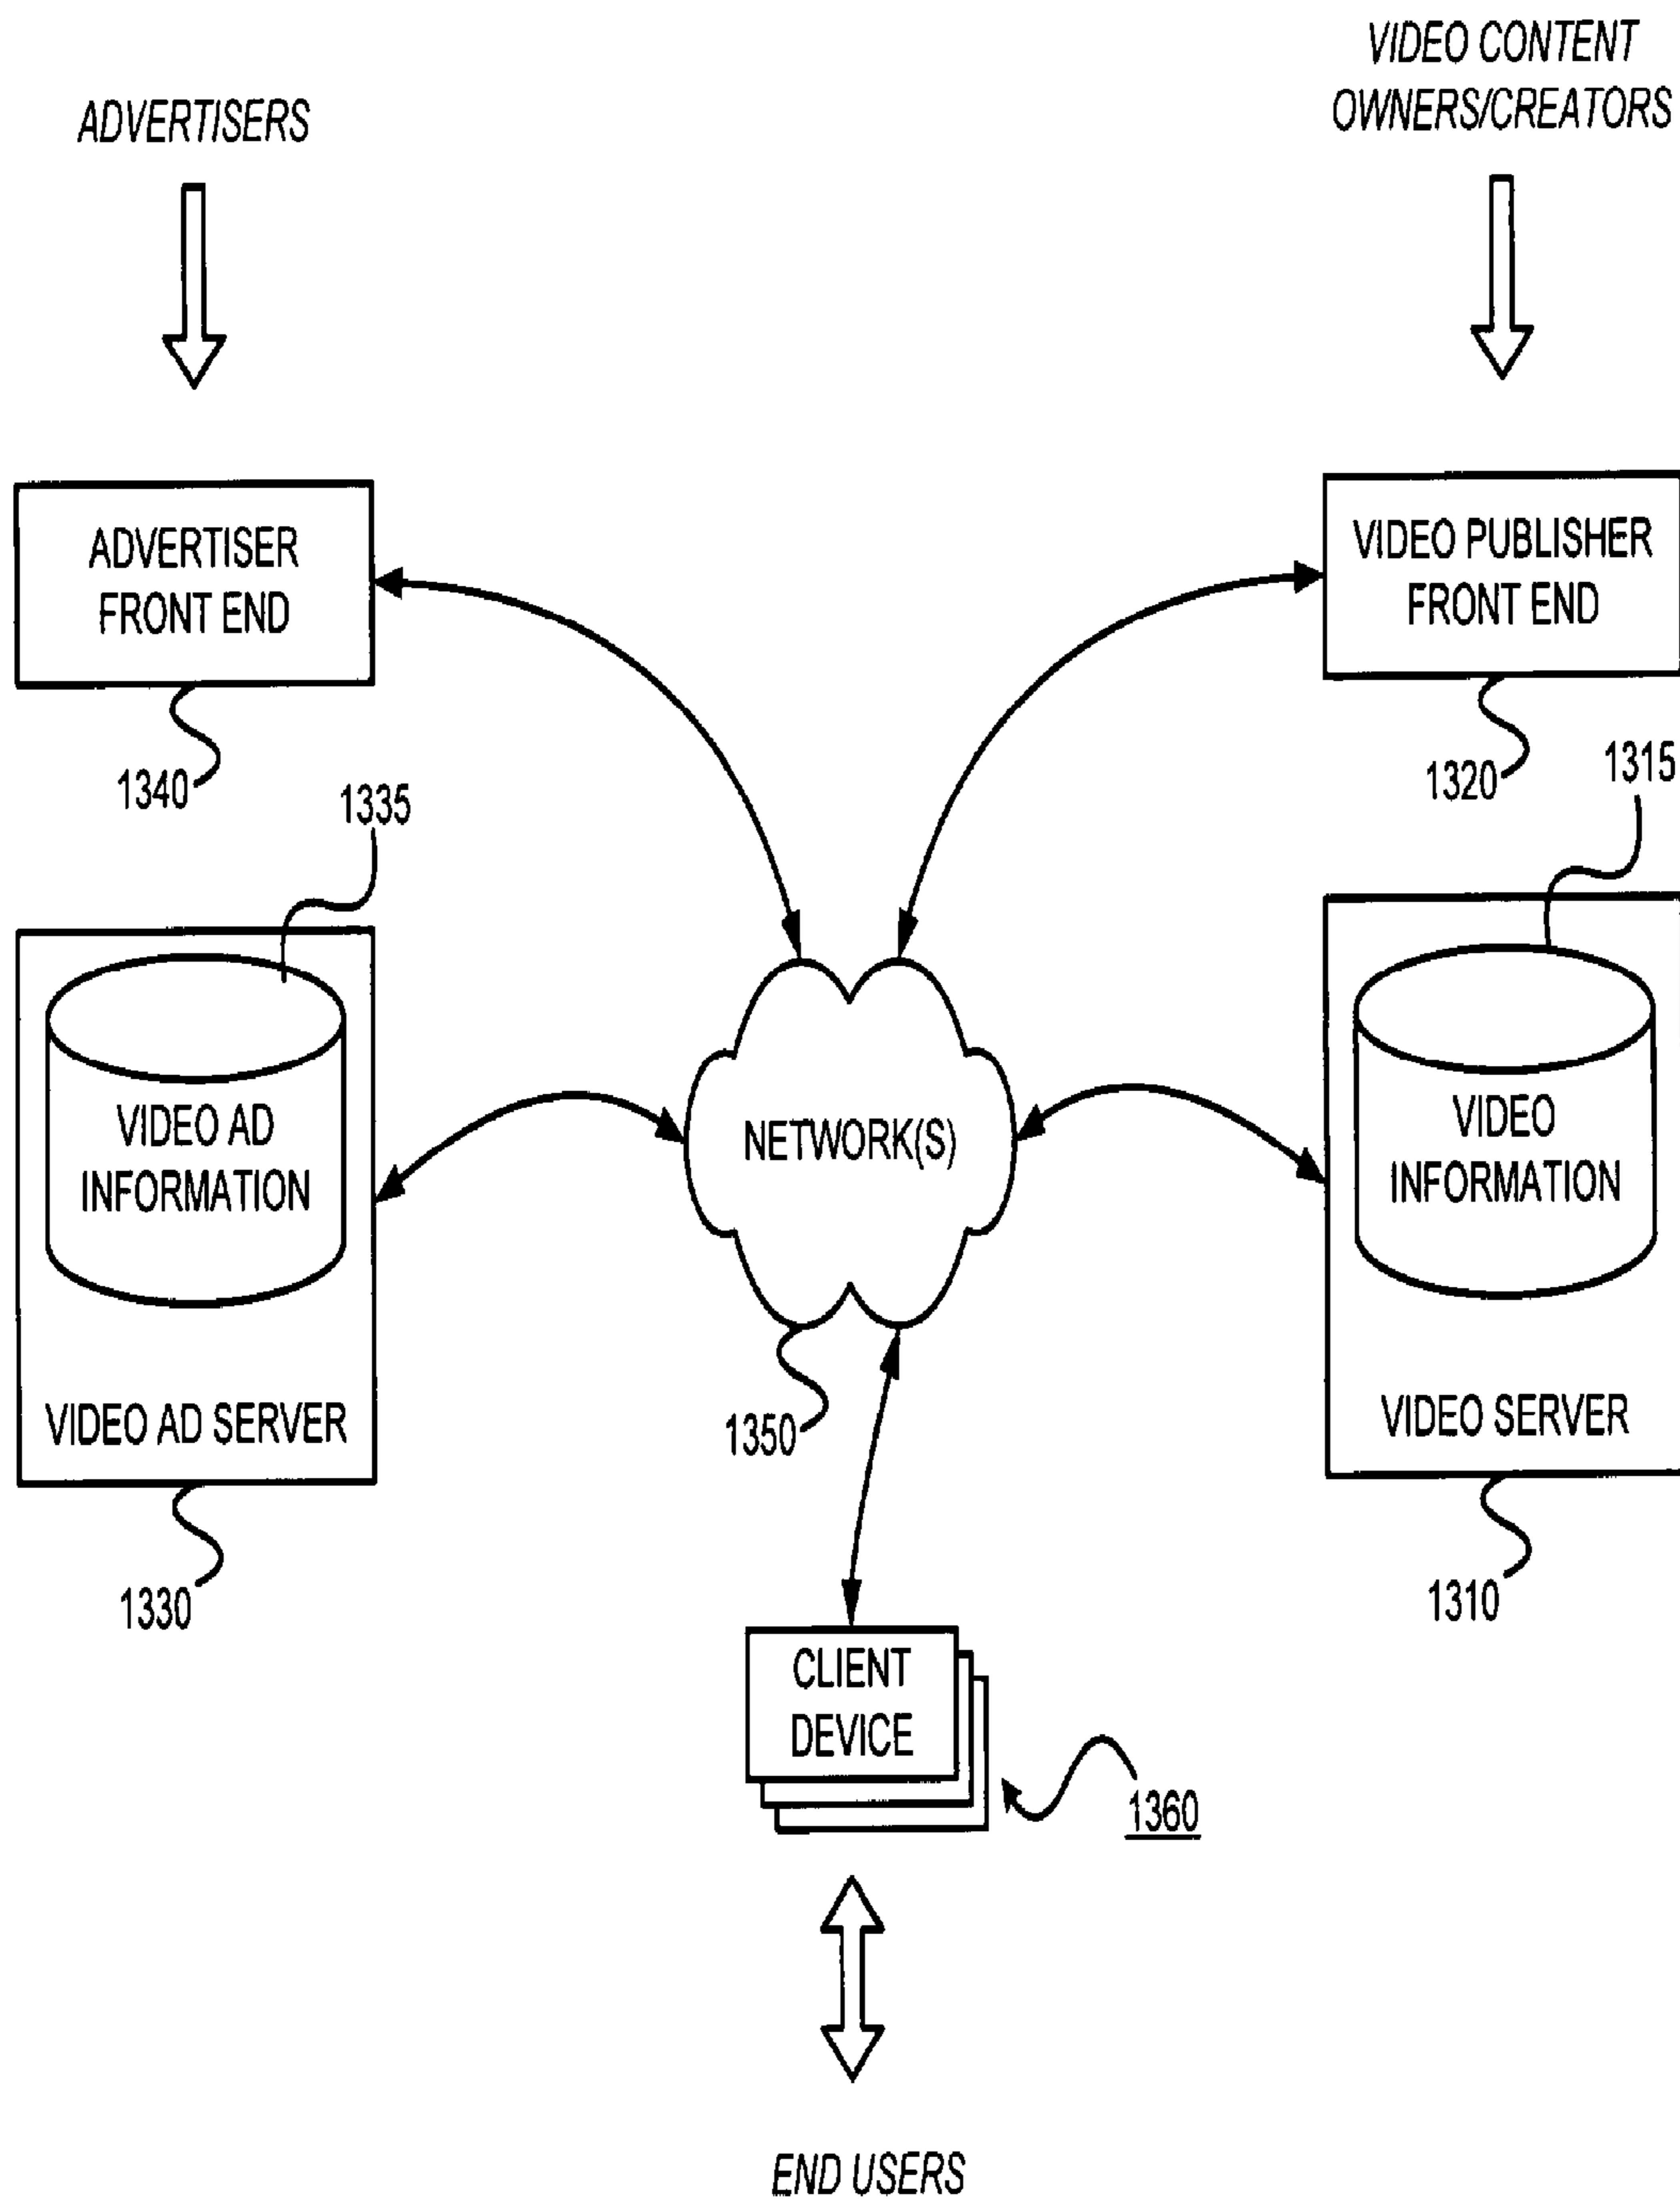 VIDEO CONTENT
OWNERS/CREATORS
ADVERTISERS
ADVERTISER
FRONT END
VIDEO PUBLISHER
FRONT END
1340
1335
1320
1315
VIDEO AD
INFORMATION
VIDEO AD SERVER
NETWORK(S)
VIDEO
INFORMATION
VIDEO SERVER
1350
1330
1310
CLIENT
DEVICE
1360
END USERS